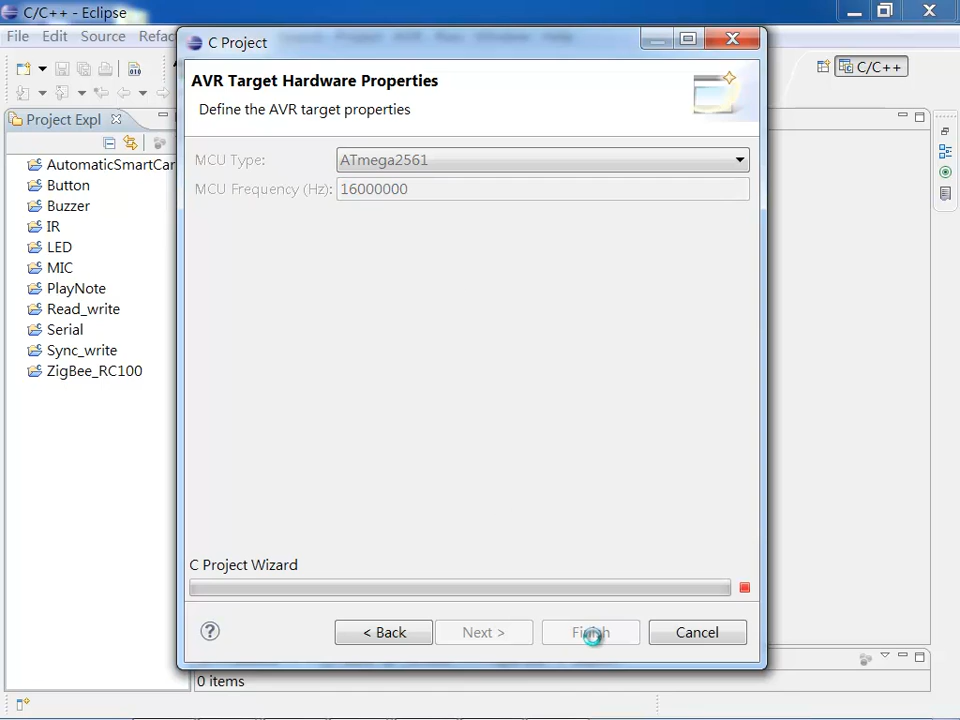 C/C++ - Eclipse
File Edit Source Refac
C Project
C/C++
AVR Target Hardware Properties
Define the AVR target properties
Project Expl
MCU Type: ATmega2561
MCU Frequency (Hz): 16000000
AutomaticSmartCar
Button
Buzzer
IR
LED
MIC
PlayNote
Read_write
Serial
Sync_write
ZigBee_RC100
C Project Wizard
< Back Next > Finish Cancel
0 items